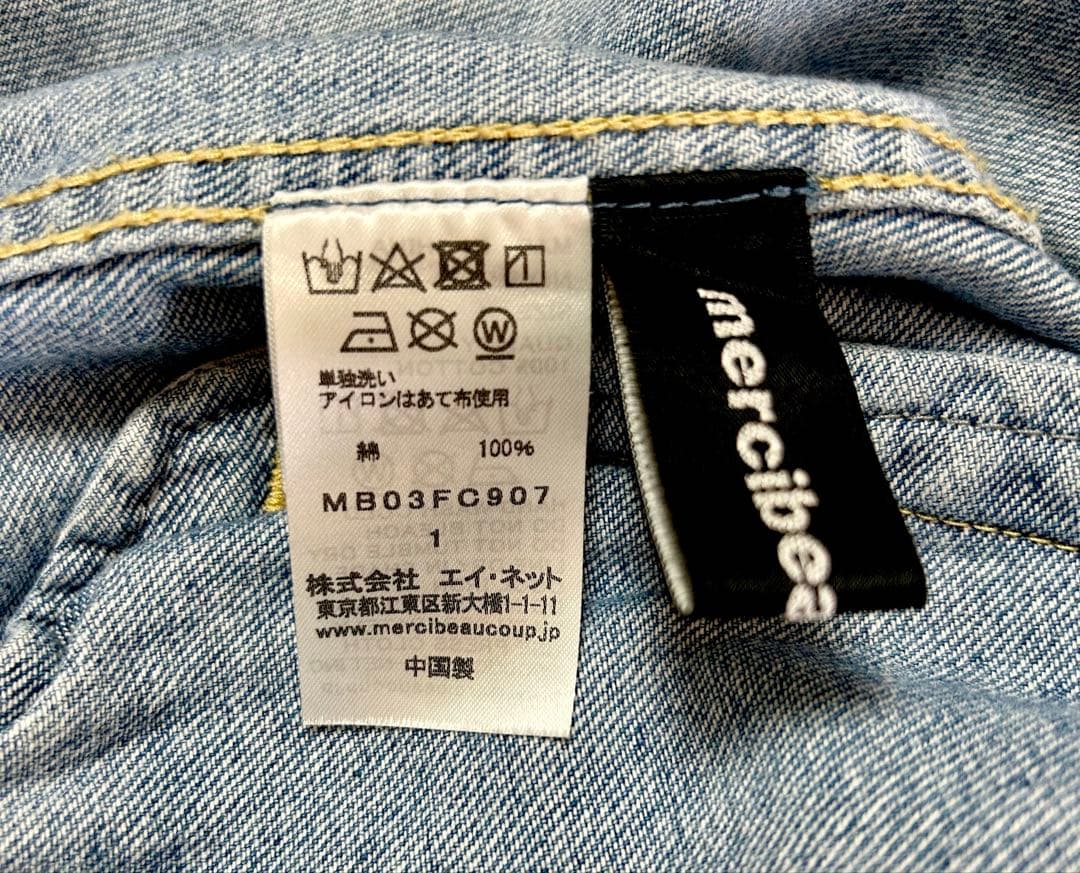 単独洗い
アイロンはあて布使用
綿 100%
MB03FC907
1
株式会社 エイ・ネット
東京都江東区新大橋1-1-11
www.mercibeaucoup.jp
中国製
mercibea